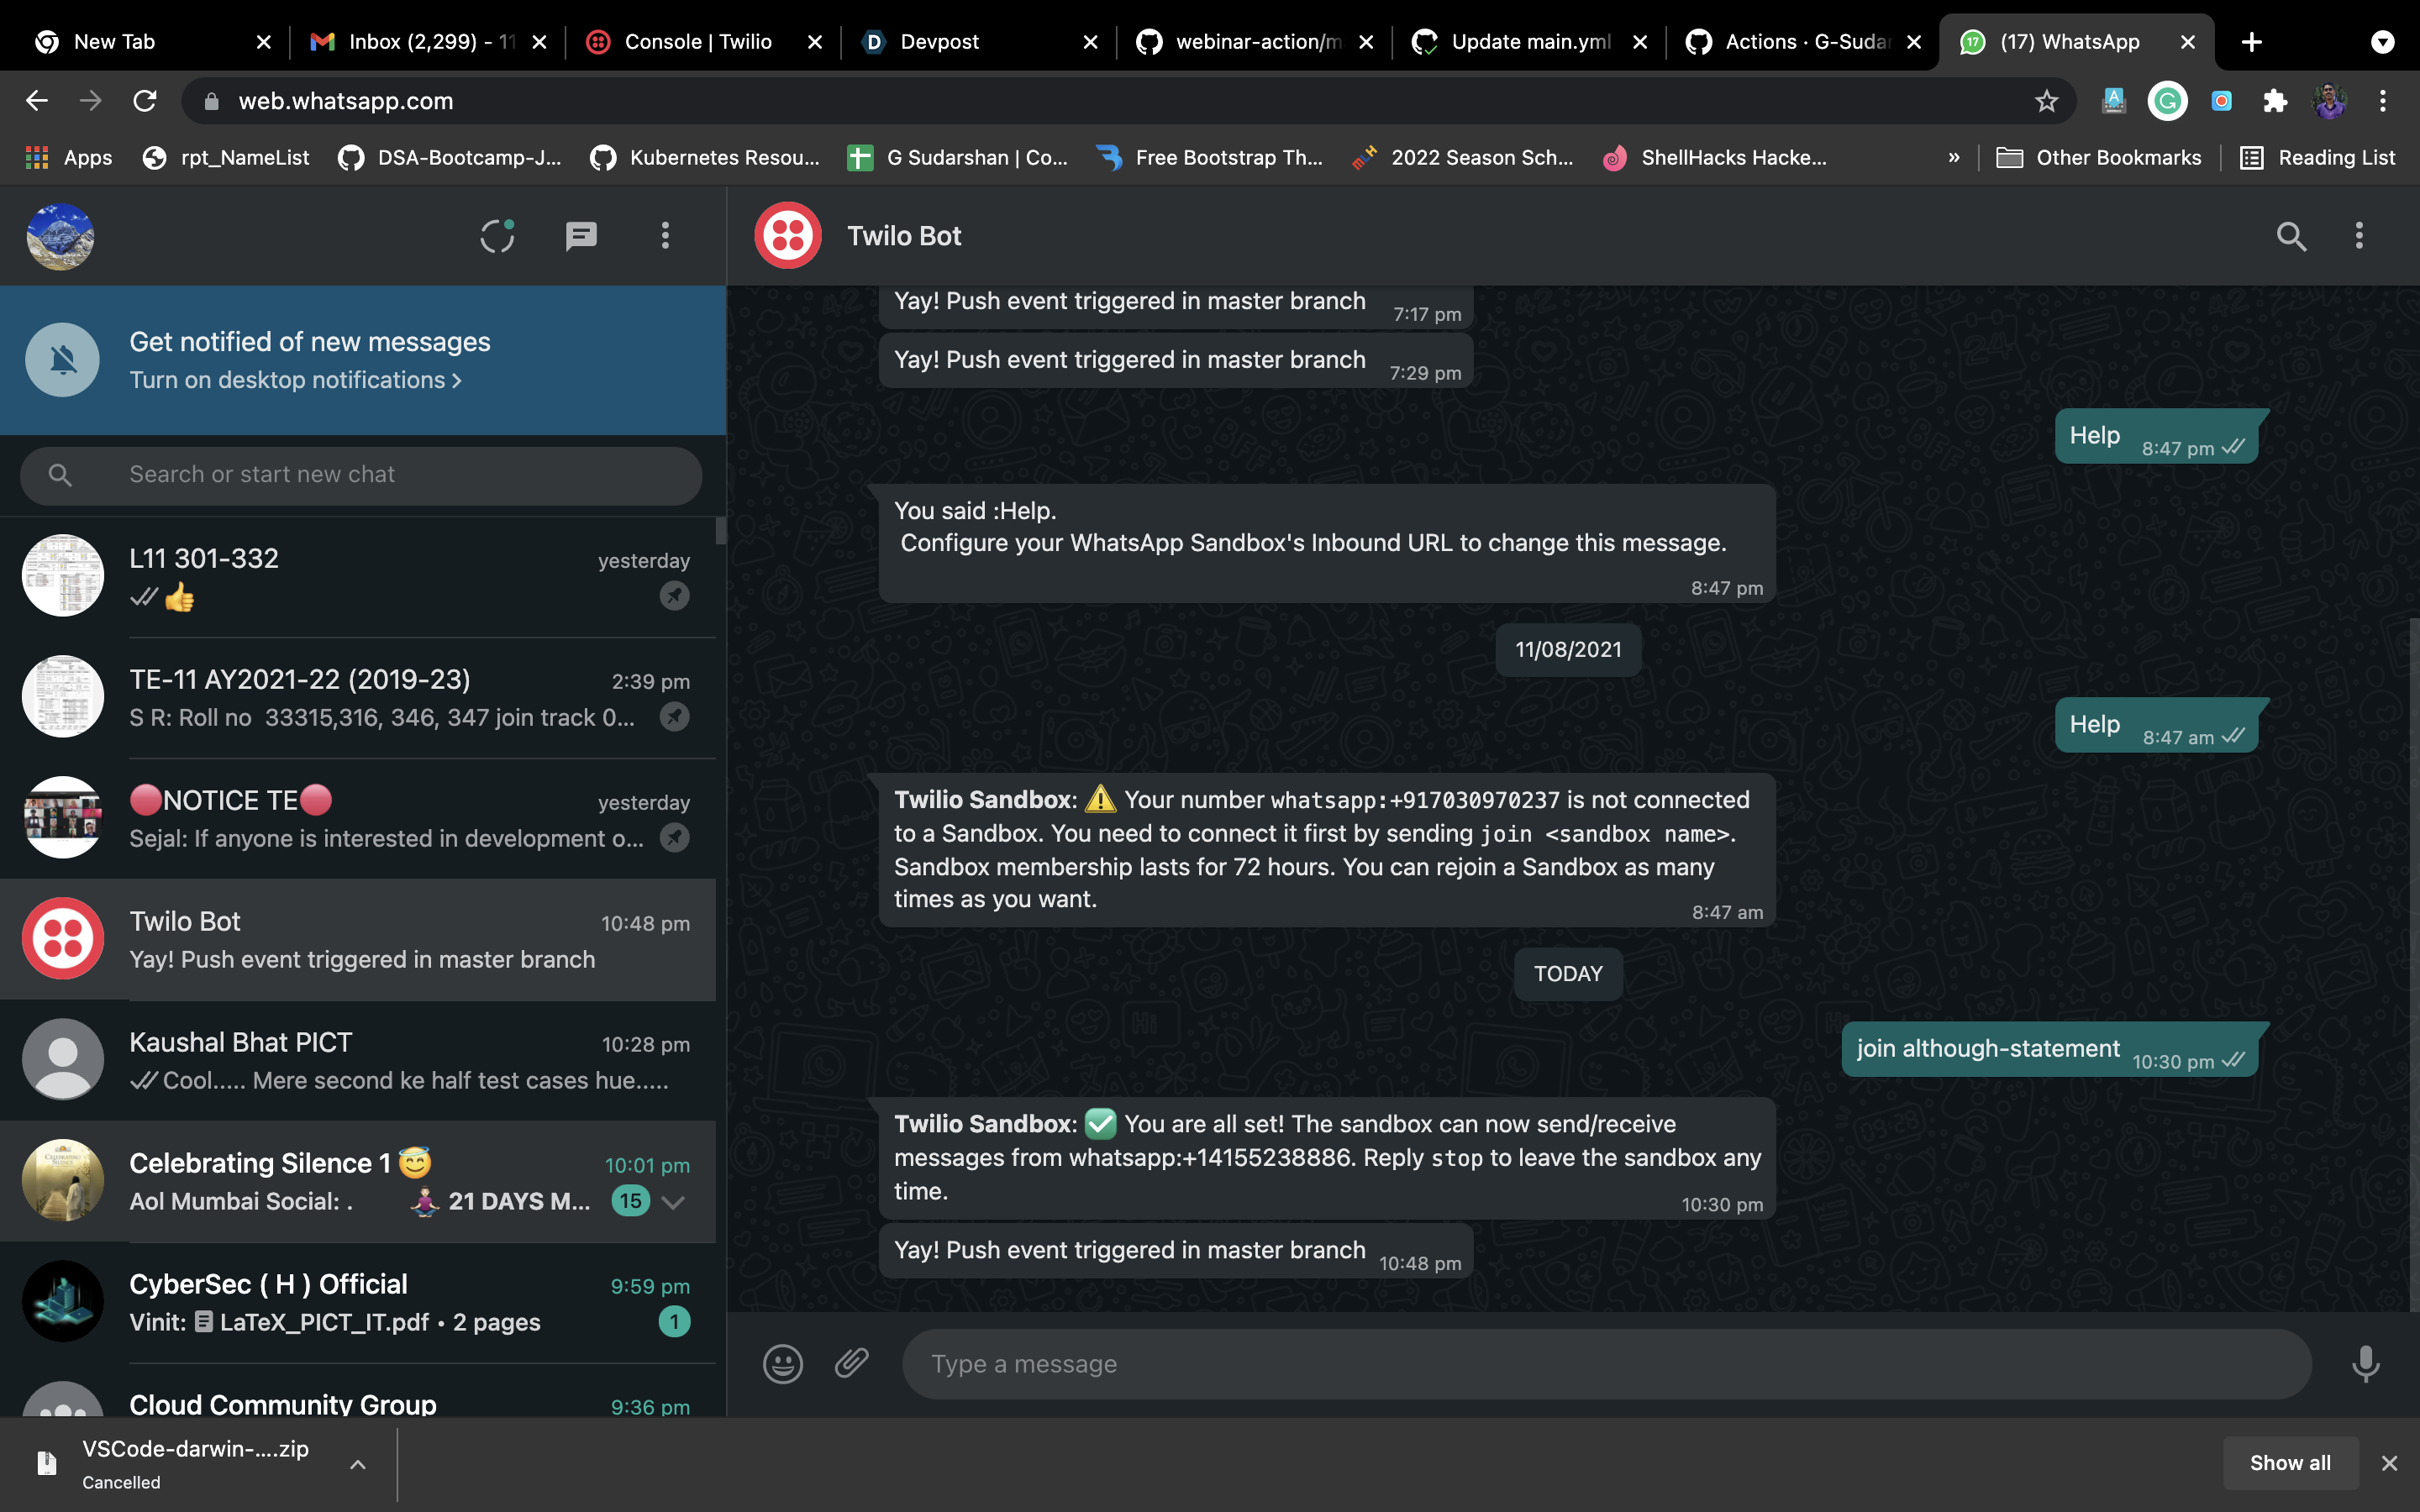 New Tab
Inbox (2,299) - 11
Console | Twilio
Devpost
webinar-action/m
Update main.yml
Actions · G-Sudar
(17) WhatsApp
web.whatsapp.com
Apps
rpt_NameList
DSA-Bootcamp-J...
Kubernetes Resou...
G Sudarshan | Co...
Free Bootstrap Th...
2022 Season Sch...
ShellHacks Hacke...
»
Other Bookmarks
Reading List
Get notified of new messages
Turn on desktop notifications >
Search or start new chat
L11 301-332
yesterday
👍
TE-11 AY2021-22 (2019-23)
2:39 pm
S R: Roll no 33315,316, 346, 347 join track 0...
🔴NOTICE TE🔴
yesterday
Sejal: If anyone is interested in development o...
Twilo Bot
10:48 pm
Yay! Push event triggered in master branch
Kaushal Bhat PICT
10:28 pm
Cool..... Mere second ke half test cases hue.....
Celebrating Silence 1 😇
10:01 pm
Aol Mumbai Social: . 🧘🏻‍♀️ 21 DAYS M...
15
CyberSec ( H ) Official
9:59 pm
Vinit: LaTeX_PICT_IT.pdf • 2 pages
1
Cloud Community Group
9:36 pm
Twilo Bot
Yay! Push event triggered in master branch
7:17 pm
Yay! Push event triggered in master branch
7:29 pm
Help
8:47 pm
You said :Help.
Configure your WhatsApp Sandbox's Inbound URL to change this message.
8:47 pm
11/08/2021
Help
8:47 am
Twilio Sandbox: ⚠️ Your number whatsapp:+917030970237 is not connected
to a Sandbox. You need to connect it first by sending join <sandbox name>.
Sandbox membership lasts for 72 hours. You can rejoin a Sandbox as many
times as you want.
8:47 am
TODAY
join although-statement
10:30 pm
Twilio Sandbox: ✅ You are all set! The sandbox can now send/receive
messages from whatsapp:+14155238886. Reply stop to leave the sandbox any
time.
10:30 pm
Yay! Push event triggered in master branch
10:48 pm
Type a message
VSCode-darwin-....zip
Cancelled
Show all